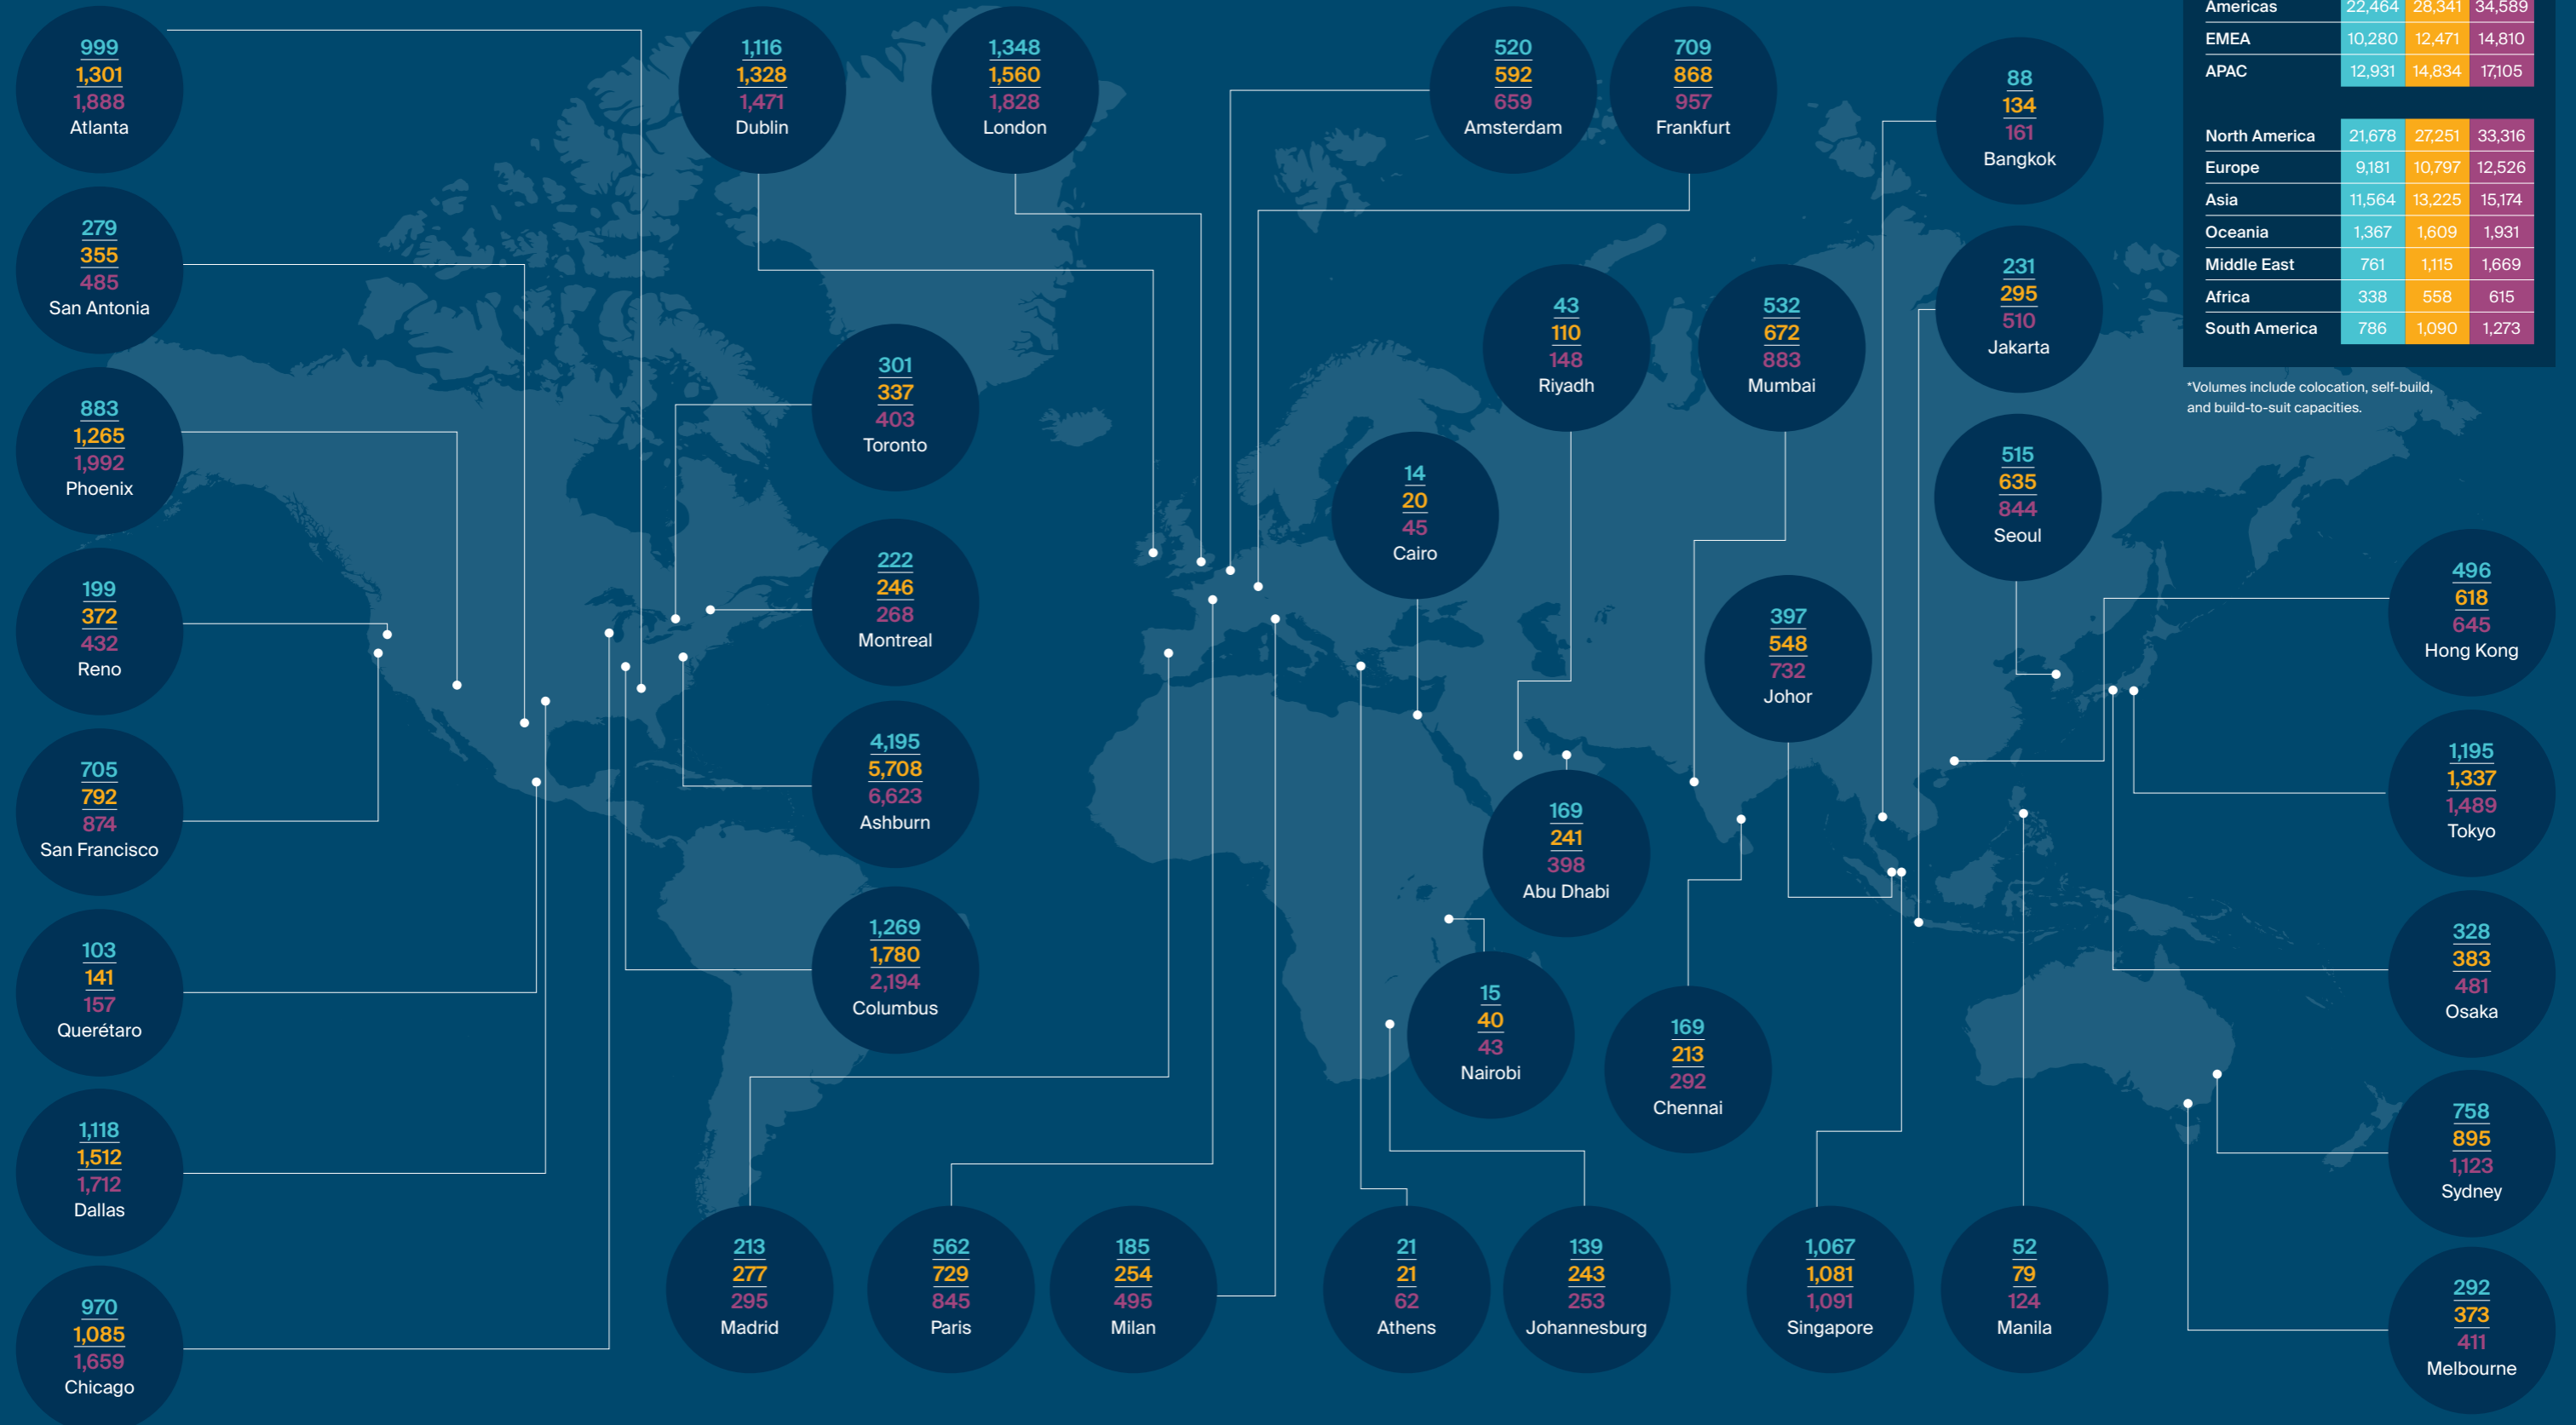 999
1,301
1,888
Atlanta
279
355
485
San Antonia
883
1,265
1,992
Phoenix
199
372
432
Reno
705
792
874
San Francisco
103
141
157
Querétaro
1,118
1,512
1,712
Dallas
970
1,085
1,659
Chicago
1,116
1,328
1,471
Dublin
1,348
1,560
1,828
London
301
337
403
Toronto
222
246
268
Montreal
4,195
5,708
6,623
Ashburn
1,269
1,780
2,194
Columbus
213
277
295
Madrid
562
729
845
Paris
185
254
495
Milan
520
592
659
Amsterdam
709
868
957
Frankfurt
43
110
148
Riyadh
532
672
883
Mumbai
14
20
45
Cairo
397
548
732
Johor
169
241
398
Abu Dhabi
15
40
43
Nairobi
169
213
292
Chennai
21
21
62
Athens
139
243
253
Johannesburg
1,067
1,081
1,091
Singapore
52
79
124
Manila
88
134
161
Bangkok
231
295
510
Jakarta
515
635
844
Seoul
Americas 22,464 28,341 34,589
EMEA 10,280 12,471 14,810
APAC 12,931 14,834 17,105
North America 21,678 27,251 33,316
Europe 9,181 10,797 12,526
Asia 11,564 13,225 15,174
Oceania 1,367 1,609 1,931
Middle East 761 1,115 1,669
Africa 338 558 615
South America 786 1,090 1,273
*Volumes include colocation, self-build,
and build-to-suit capacities.
496
618
645
Hong Kong
1,195
1,337
1,489
Tokyo
328
383
481
Osaka
758
895
1,123
Sydney
292
373
411
Melbourne